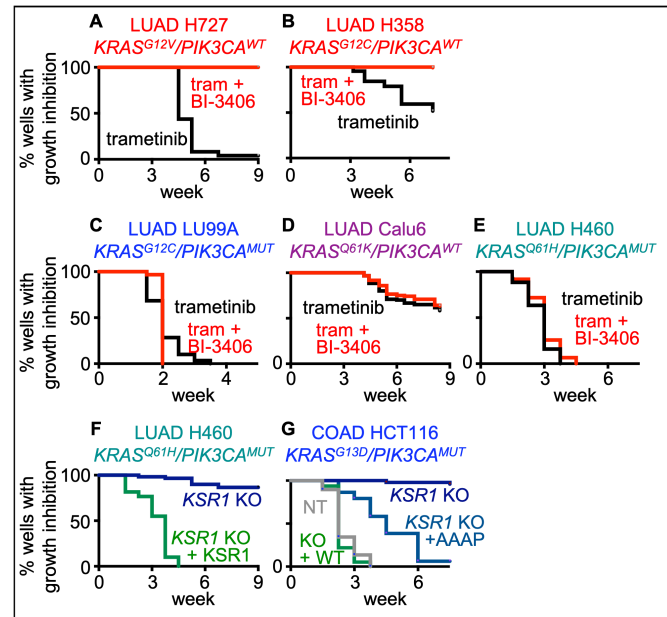 A
LUAD H727
KRAS^G12V/PIK3CA^WT
% wells with
growth inhibition
100
50
0
tram +
BI-3406
trametinib
0 3 6 9
week
B
LUAD H358
KRAS^G12C/PIK3CA^WT
100
50
0
tram +
BI-3406
trametinib
0 3 6
week
C
LUAD LU99A
KRAS^G12C/PIK3CA^MUT
% wells with
growth inhibition
100
50
0
trametinib
tram +
BI-3406
0 2 4
week
D
LUAD Calu6
KRAS^Q61K/PIK3CA^WT
trametinib
tram +
BI-3406
0 3 6 9
week
E
LUAD H460
KRAS^Q61H/PIK3CA^MUT
trametinib
tram +
BI-3406
0 3 6
week
F
LUAD H460
KRAS^Q61H/PIK3CA^MUT
% wells with
growth inhibition
100
50
0
KSR1 KO
KSR1 KO
+ KSR1
0 3 6 9
week
G
COAD HCT116
KRAS^G13D/PIK3CA^MUT
100
50
0
NT
KSR1 KO
KSR1 KO
+AAAP
KO
+ WT
0 3 6
week